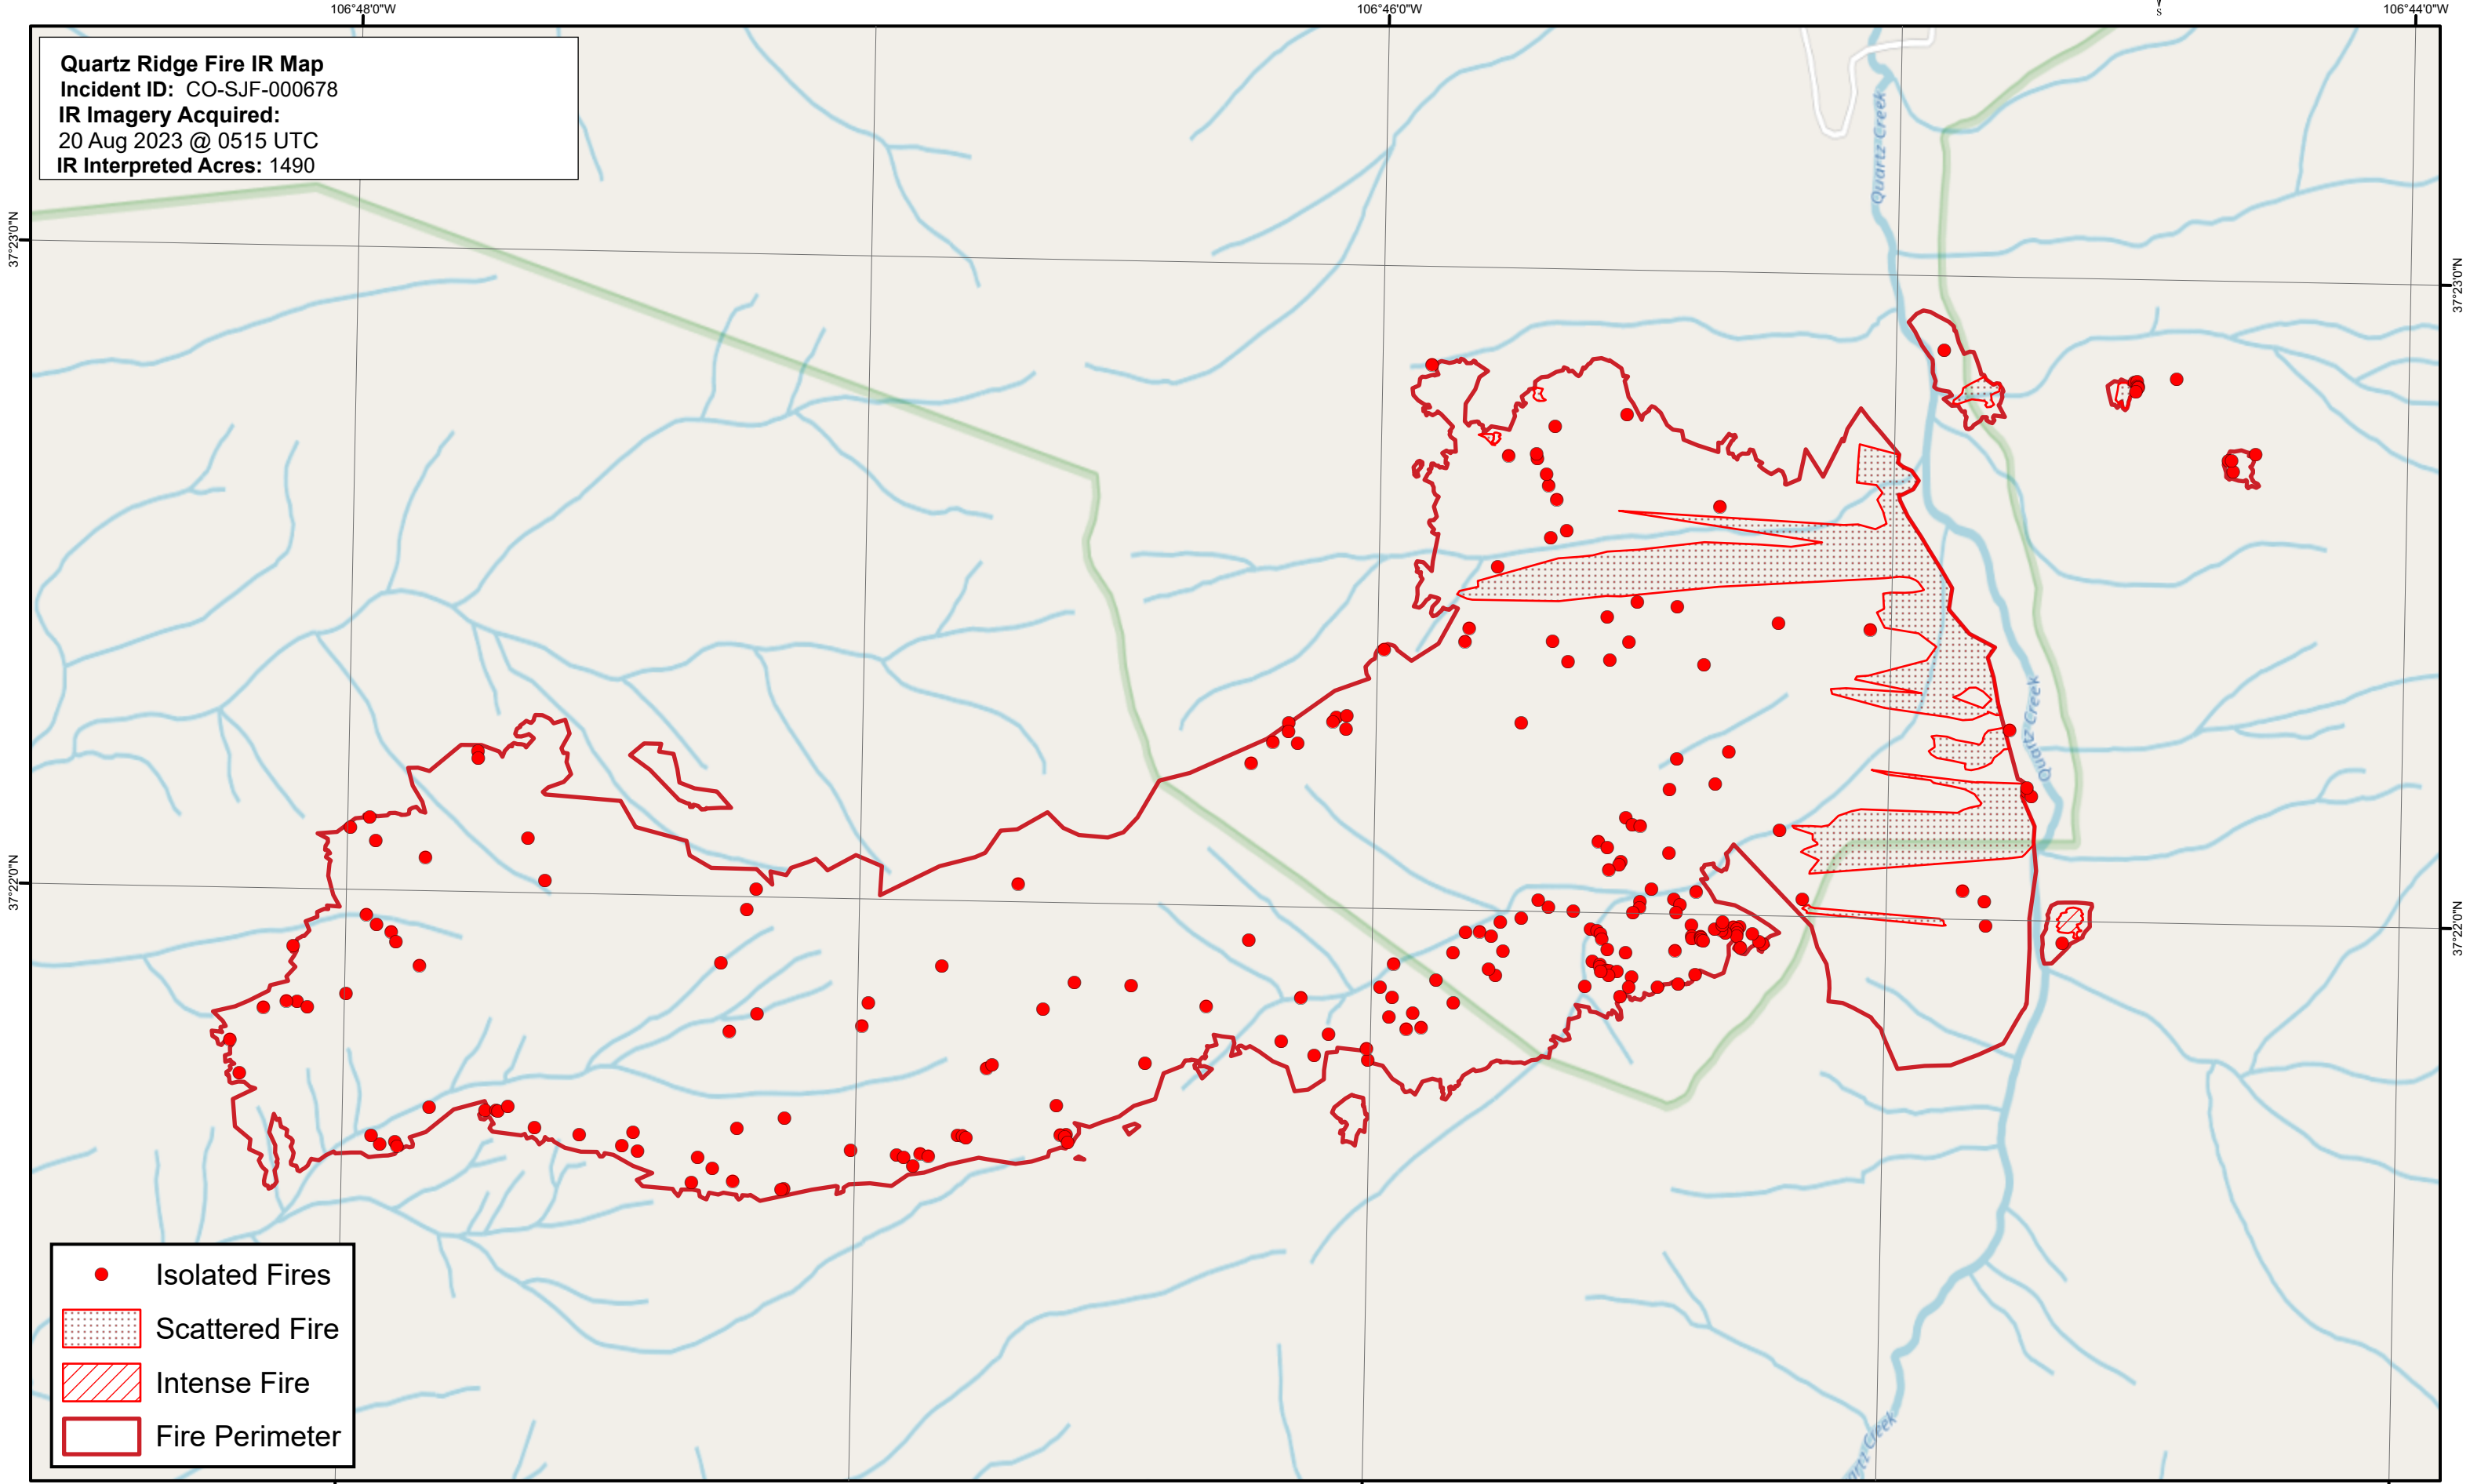 106°48'0"W
106°46'0"W
S
106°44'0"W
Quartz Ridge Fire IR Map
Incident ID: CO-SJF-000678
IR Imagery Acquired:
20 Aug 2023 @ 0515 UTC
IR Interpreted Acres: 1490
Quartz Creek
37°23'0"N
37°23'0"N
Quartz Creek
37°22'0"N
37°22'0"N
Isolated Fires
Scattered Fire
Intense Fire
Fire Perimeter
artz Creek